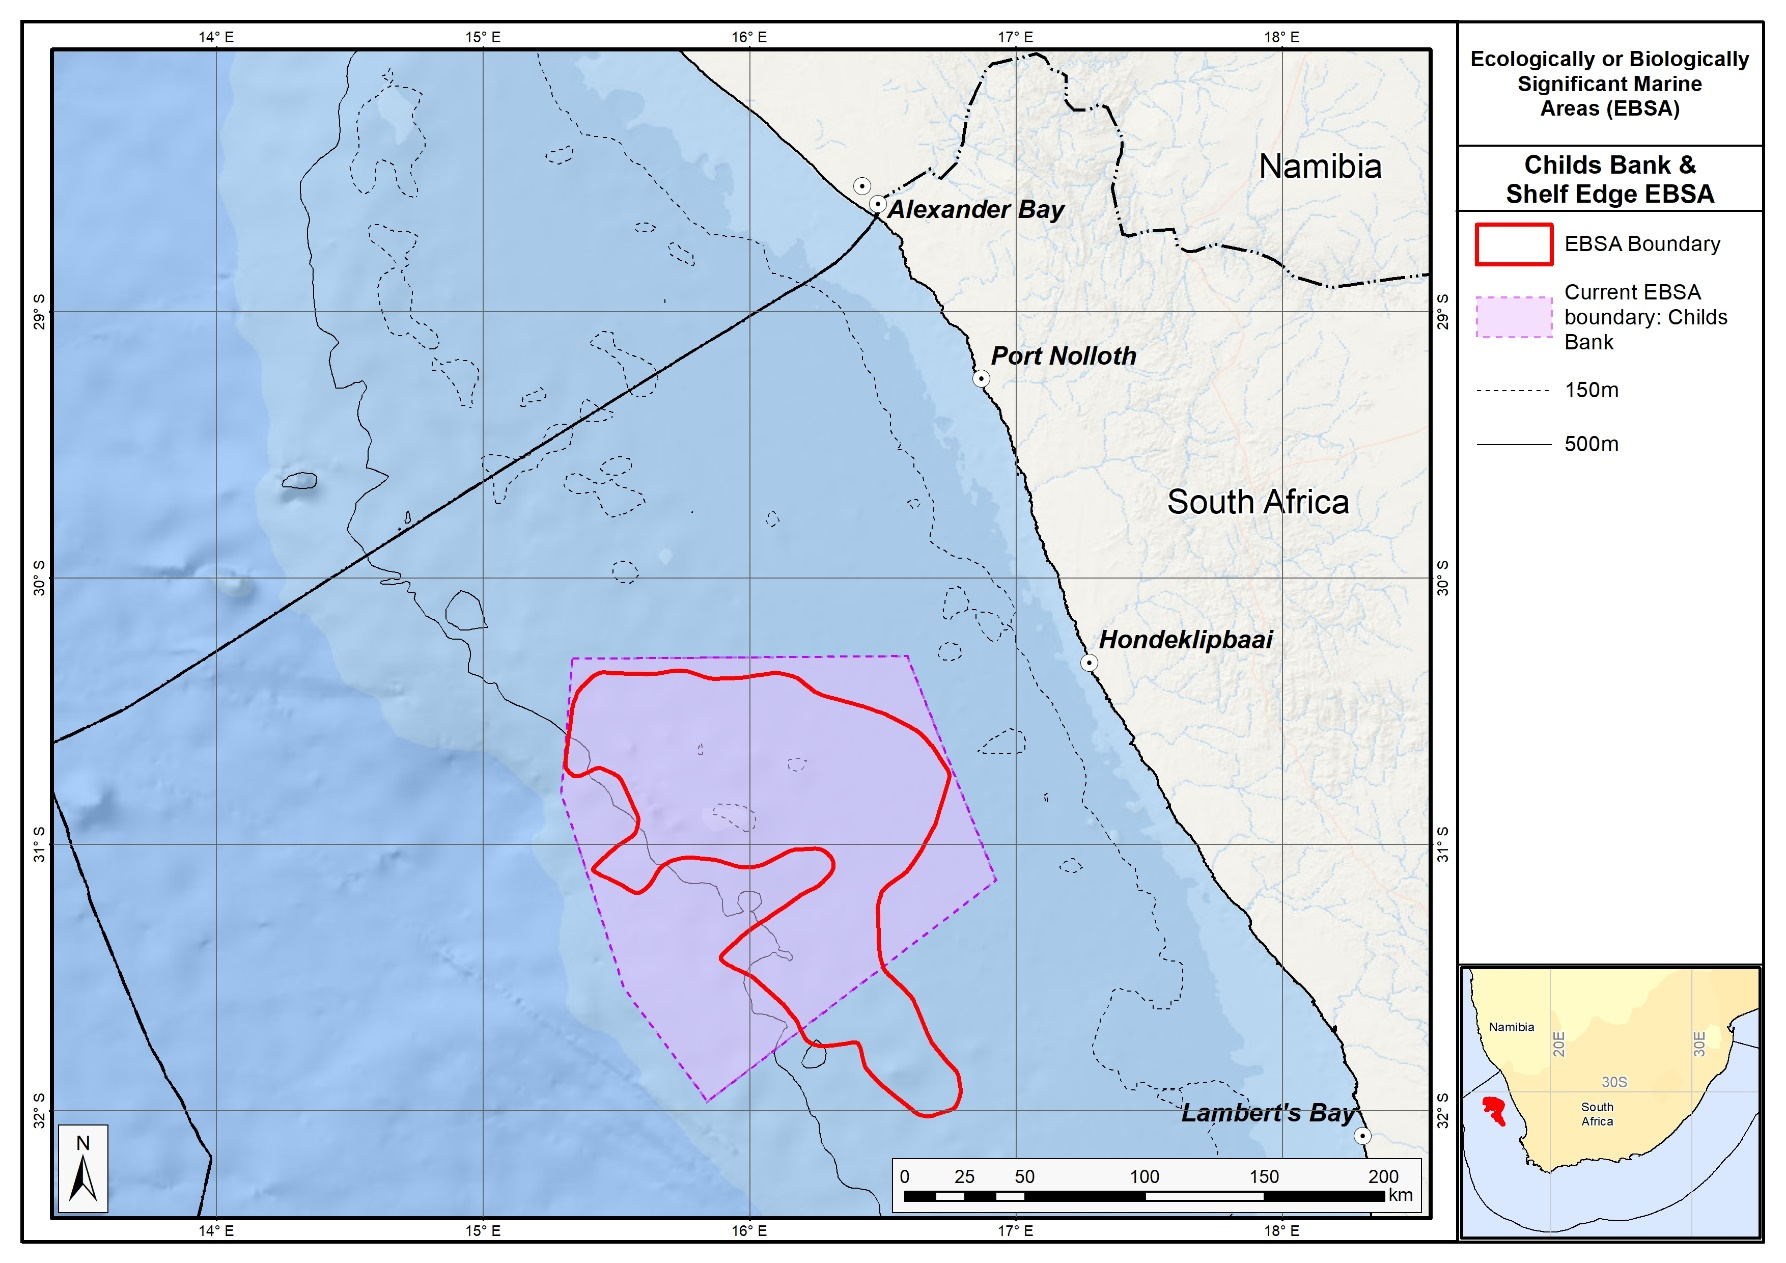 14° E 15° E 16° E 17° E 18° E
Ecologically or Biologically
Significant Marine
Areas (EBSA)
Childs Bank &
Shelf Edge EBSA
EBSA Boundary
Current EBSA
boundary: Childs
Bank
150m
500m
Namibia
Alexander Bay
29° S 29° S
Port Nolloth
South Africa
30° S 30° S
Hondeklipbaai
31° S 31° S
32° S 32° S
Lambert's Bay
N
0 25 50 100 150 200
km
14° E 15° E 16° E 17° E 18° E
Namibia
20E 30E
30S
South
Africa